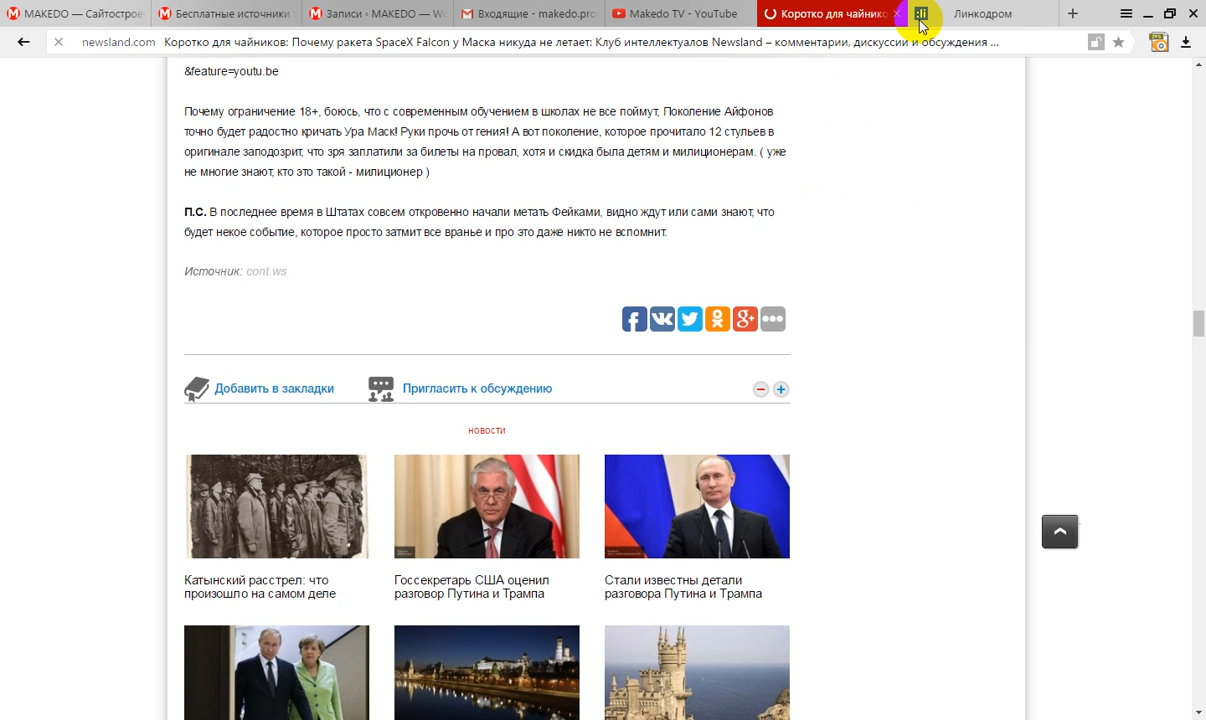 MAKEDO — Сайтострое
Бесплатные источники
Записи ‹ MAKEDO — Wo
Входящие - makedo.pro
Makedo TV - YouTube
Коротко для чайнико
Линкодром
newsland.com Коротко для чайников: Почему ракета SpaceX Falcon у Маска никуда не летает: Клуб интеллектуалов Newsland – комментарии, дискуссии и обсуждения ...
&feature=youtu.be
Почему ограничение 18+, боюсь, что с современным обучением в школах не все поймут, Поколение Айфонов
точно будет радостно кричать Ура Маск! Руки прочь от гения! А вот поколение, которое прочитало 12 стульев в
оригинале заподозрит, что зря заплатили за билеты на провал, хотя и скидка была детям и милиционерам. ( уже
не многие знают, кто это такой - милиционер )
П.С. В последнее время в Штатах совсем откровенно начали метать Фейками, видно ждут или сами знают, что
будет некое событие, которое просто затмит все вранье и про это даже никто не вспомнит.
Источник: cont.ws
Добавить в закладки
Пригласить к обсуждению
НОВОСТИ
Катынский расстрел: что
произошло на самом деле
Госсекретарь США оценил
разговор Путина и Трампа
Стали известны детали
разговора Путина и Трампа